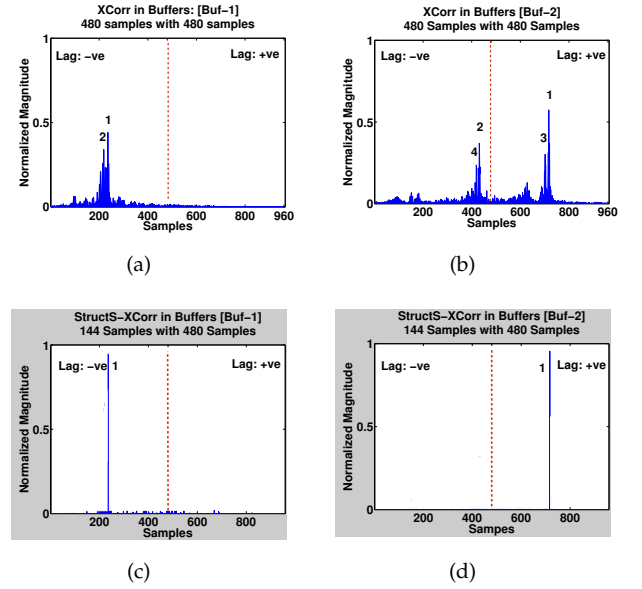 XCorr in Buffers: [Buf-1]
480 samples with 480 samples
1
Lag: −ve
Lag: +ve
Normalized Magnitude
0.5
1
2
0
200
400
600
800
960
Samples
(a)
XCorr in Buffers [Buf-2]
480 Samples with 480 Samples
1
Lag: −ve
Lag: +ve
Normalized Magnitude
0.5
1
2
3
4
0
200
400
600
800
960
Samples
(b)
StructS−XCorr in Buffers [Buf−1]
144 Samples with 480 Samples
1
Lag: −ve
1
Lag: +ve
Normalized Magnitude
0.5
0
200
400
600
800
Samples
(c)
StructS−XCorr in Buffers [Buf−2]
144 Samples with 480 Samples
1
Lag: −ve
1
Lag: +ve
Normalized Magnitude
0.5
0
200
400
600
800
Samples
(d)